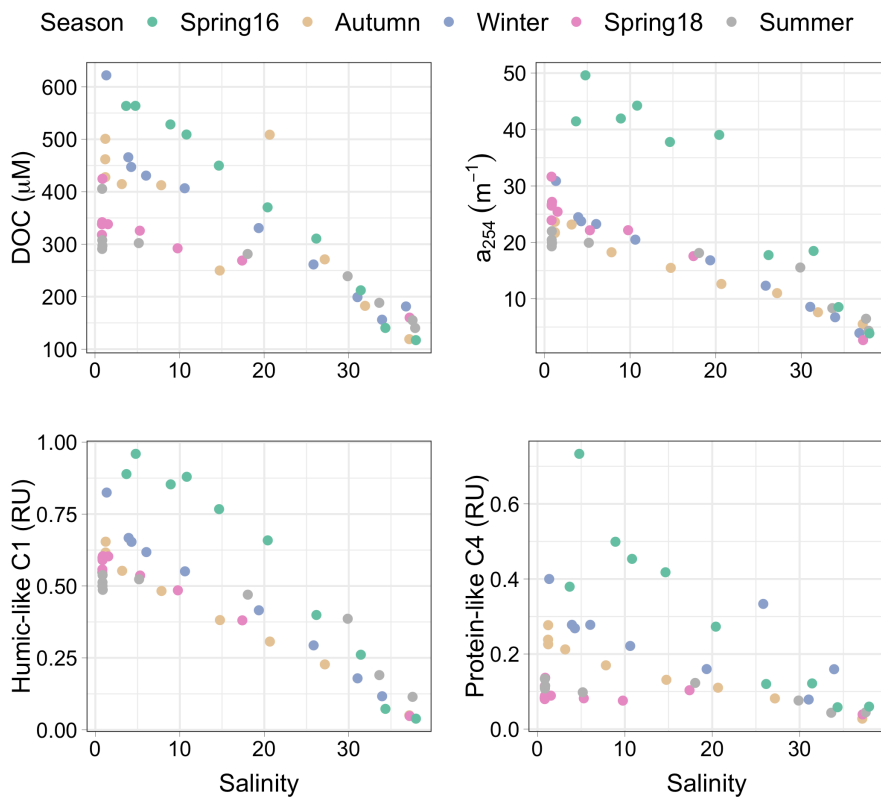 Season Spring16 Autumn Winter Spring18 Summer
DOC (µM)
600
500
400
300
200
100
0 10 20 30
a254 (m−1)
50
40
30
20
10
0 10 20 30
Humic-like C1 (RU)
1.00
0.75
0.50
0.25
0.00
0 10 20 30
Salinity
Protein-like C4 (RU)
0.6
0.4
0.2
0.0
0 10 20 30
Salinity